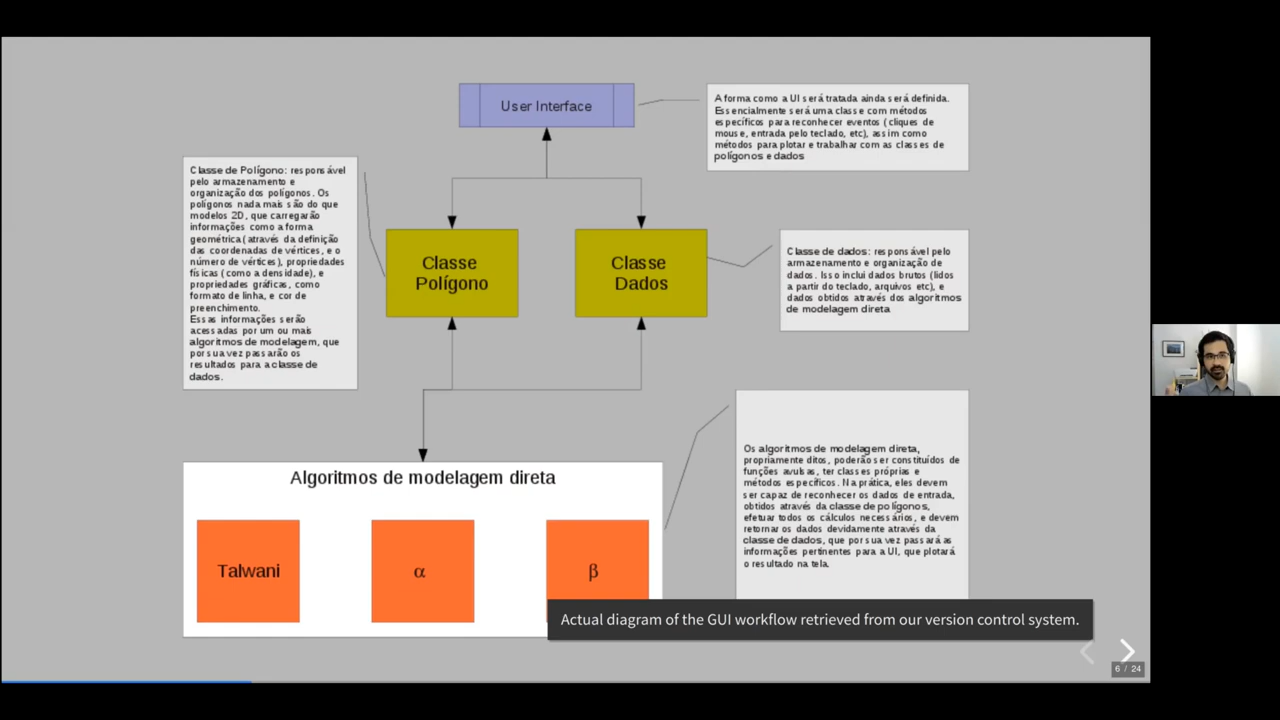 User Interface
A forma como a UI será tratada ainda será definida.
Essencialmente será uma classe com métodos
específicos para reconhecer eventos (cliques de
mouse, entrada pelo teclado, etc), assim como
métodos para plotar e trabalhar com as classes de
polígonos e dados
Classe de Polígono: responsável
pelo armazenamento e
organização dos polígonos. Os
polígonos nada mais são do que
modelos 2D, que carregarão
informações como a forma
geométrica(através da definição
das coordenadas de vértices, e o
número de vértices), propriedades
físicas (como a densidade), e
propriedades gráficas, como
formato de linha, e cor de
preenchimento.
Essas informações serão
acessadas por um ou mais
algoritmos de modelagem, que
por sua vez passarão os
resultados para a classe de
dados.
Classe
Polígono
Classe
Dados
Classe de dados: responsável pelo
armazenamento e organização de
dados. Isso inclui dados brutos (lidos
a partir do teclado, arquivos etc), e
dados obtidos através dos algoritmos
de modelagem direta
Algoritmos de modelagem direta
Talwani
α
β
Os algoritmos de modelagem direta,
propriamente ditos, poderão ser constituídos de
funções avulsas, ter classes próprias e
métodos específicos. Na prática, eles devem
ser capaz de reconhecer os dados de entrada,
obtidos através da classe de polígonos,
efetuar todos os cálculos necessários, e devem
retornar os dados devidamente através da
classe de dados, que por sua vez passará as
informações pertinentes para a UI, que plotará
o resultado na tela.
Actual diagram of the GUI workflow retrieved from our version control system.
6 / 24